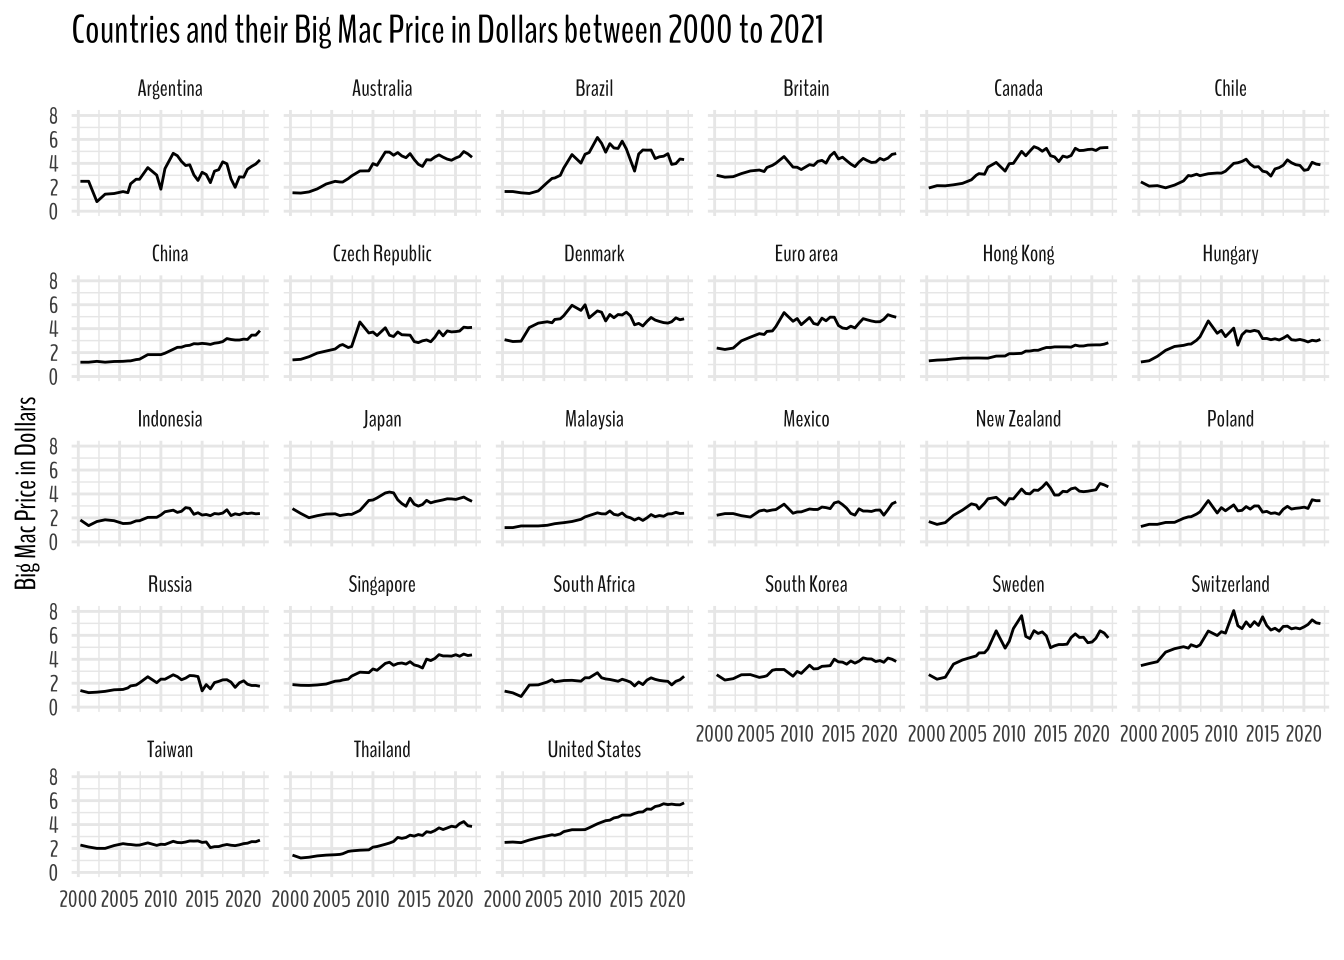 Countries and their Big Mac Price in Dollars between 2000 to 2021
Argentina Australia Brazil Britain Canada Chile
8
6
4
2
0
China Czech Republic Denmark Euro area Hong Kong Hungary
8
6
4
2
0
Indonesia Japan Malaysia Mexico New Zealand Poland
8
6
4
2
0
Russia Singapore South Africa South Korea Sweden Switzerland
8
6
4
2
0
2000 2005 2010 2015 2020 2000 2005 2010 2015 2020 2000 2005 2010 2015 2020
Taiwan Thailand United States
8
6
4
2
0
2000 2005 2010 2015 2020 2000 2005 2010 2015 2020 2000 2005 2010 2015 2020
Big Mac Price in Dollars